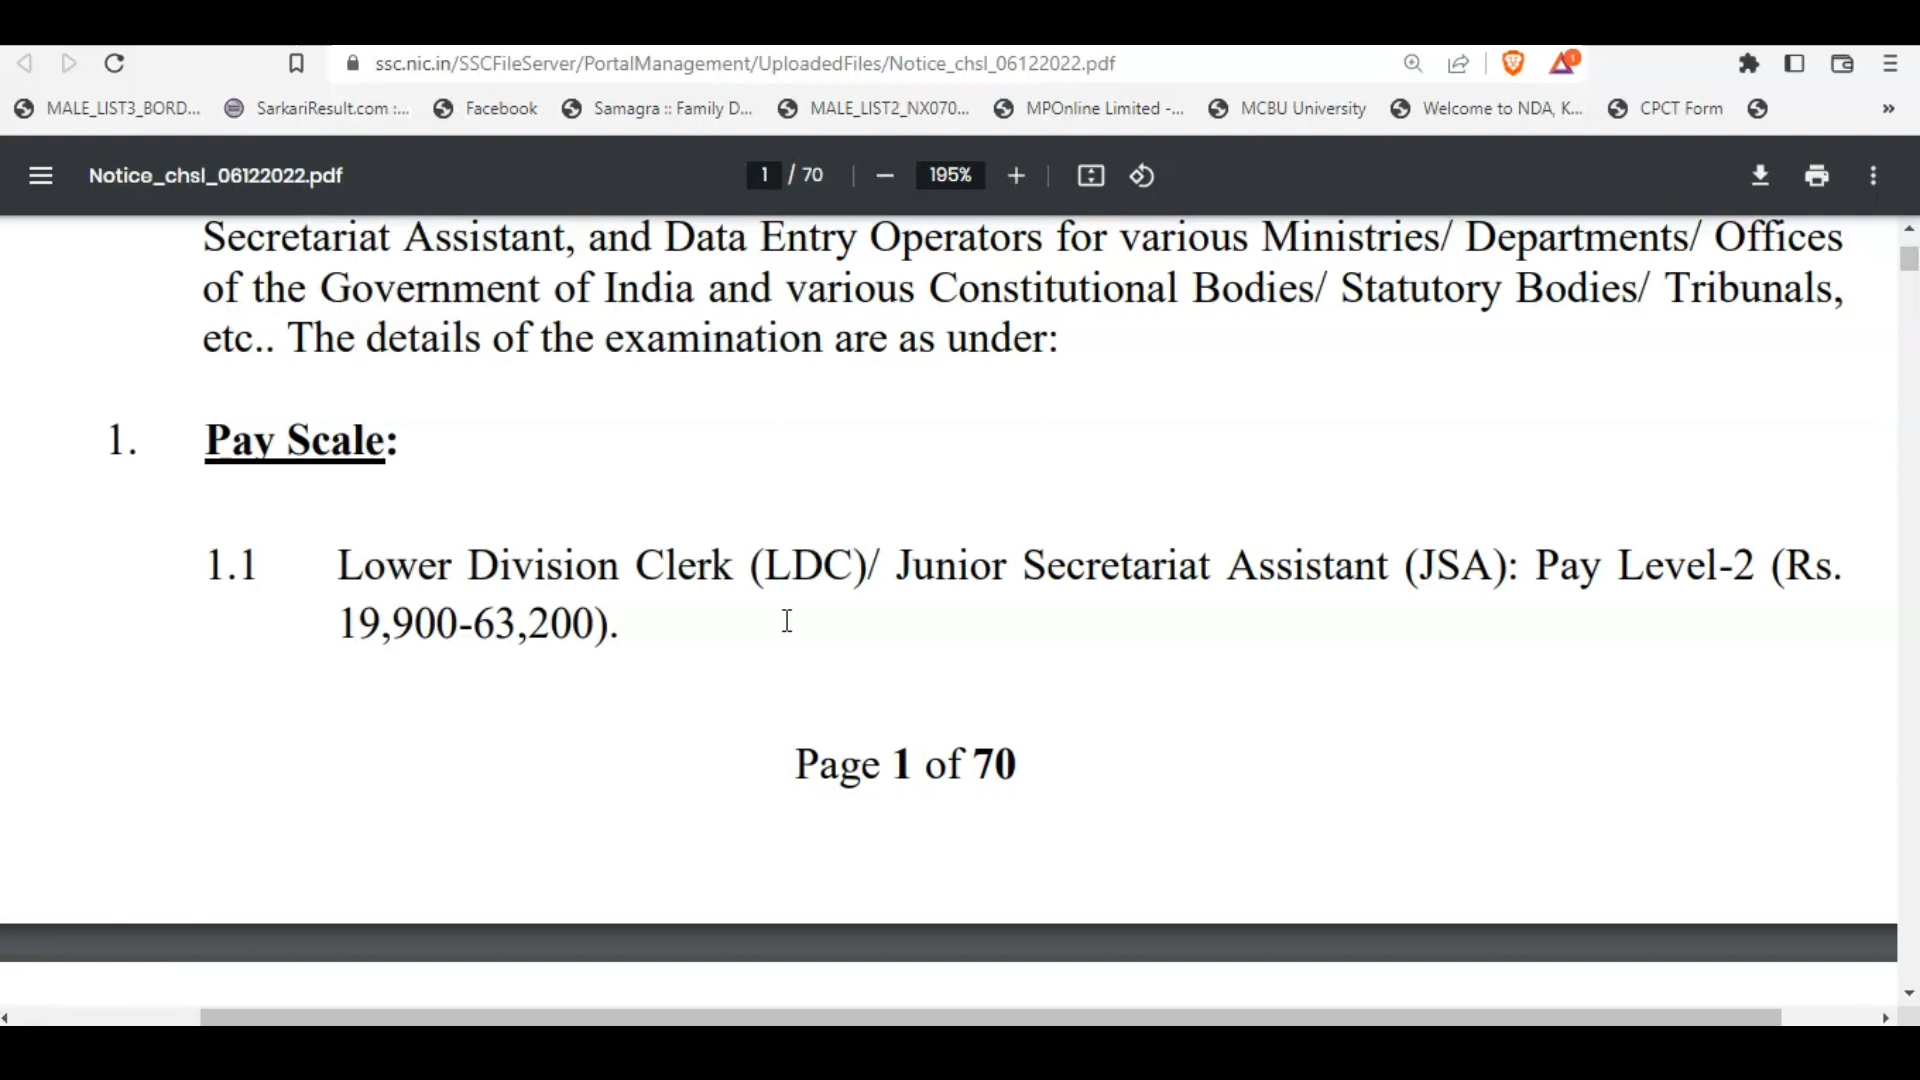 ssc.nic.in/SSCFileServer/PortalManagement/UploadedFiles/Notice_chsl_06122022.pdf
1
MALE_LIST3_BORD... SarkariResult.com :... Facebook Samagra :: Family D... MALE_LIST2_NX070... MPOnline Limited -... MCBU University Welcome to NDA, K... CPCT Form »
Notice_chsl_06122022.pdf 1 / 70 195%
Secretariat Assistant, and Data Entry Operators for various Ministries/ Departments/ Offices
of the Government of India and various Constitutional Bodies/ Statutory Bodies/ Tribunals,
etc.. The details of the examination are as under:
1. Pay Scale:
1.1 Lower Division Clerk (LDC)/ Junior Secretariat Assistant (JSA): Pay Level-2 (Rs.
19,900-63,200).
Page 1 of 70